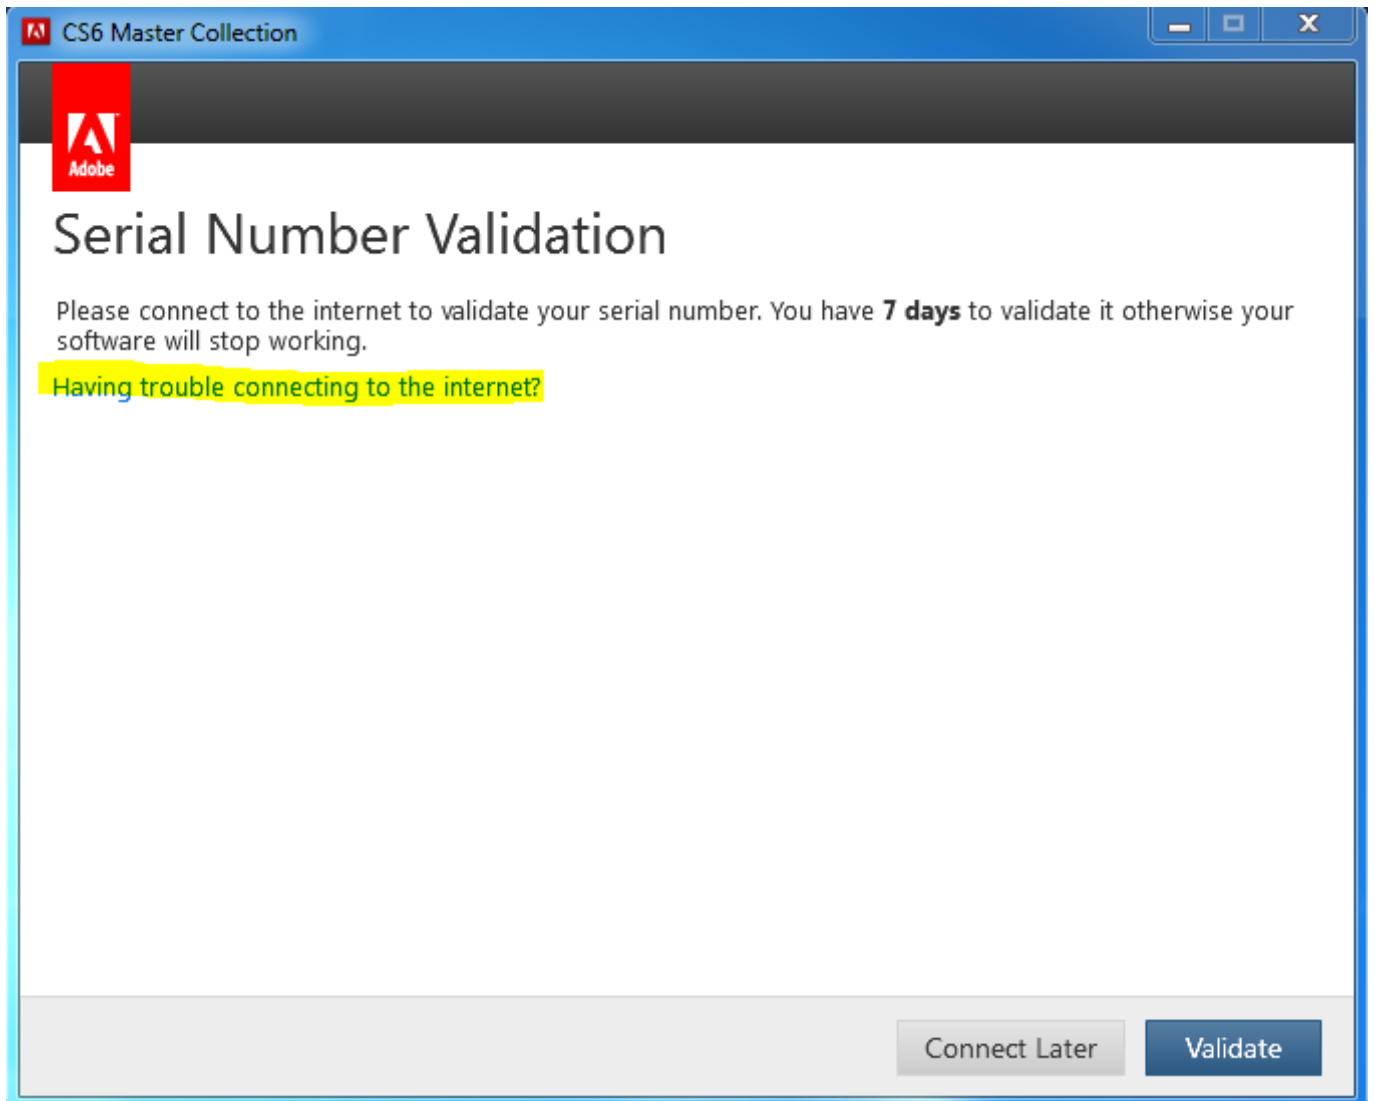 CS6 Master Collection
Adobe
Serial Number Validation
Please connect to the internet to validate your serial number. You have 7 days to validate it otherwise your
software will stop working.
Having trouble connecting to the internet?
Connect Later
Validate